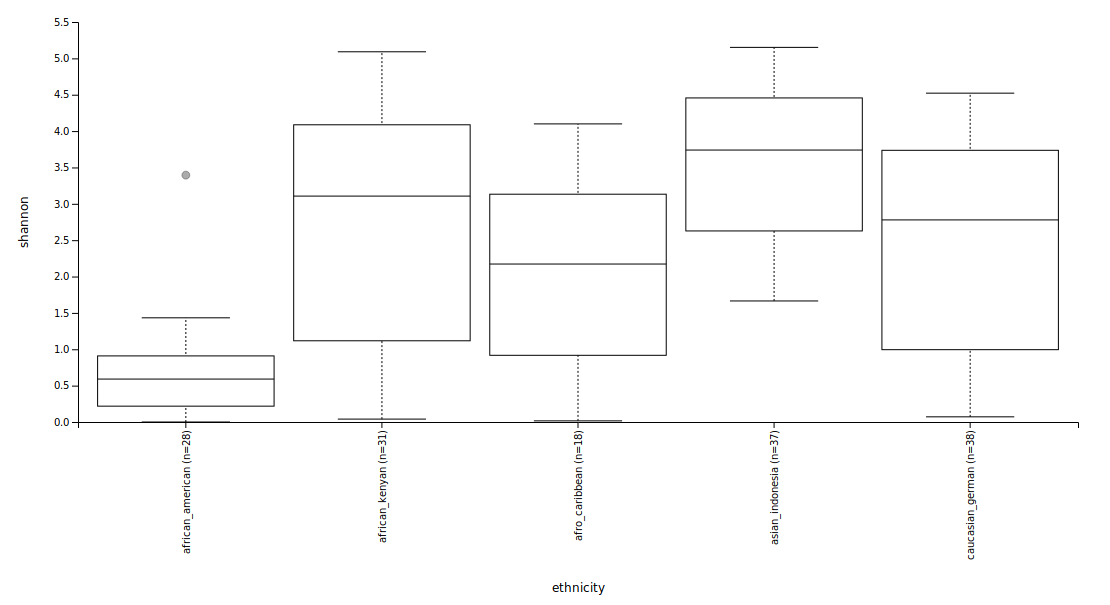 5.5
5.0
4.5
4.0
3.5
3.0
2.5
2.0
1.5
1.0
0.5
0.0
shannon
african_american (n=28)
african_kenyan (n=31)
afro_caribbean (n=18)
asian_indonesia (n=37)
caucasian_german (n=38)
ethnicity